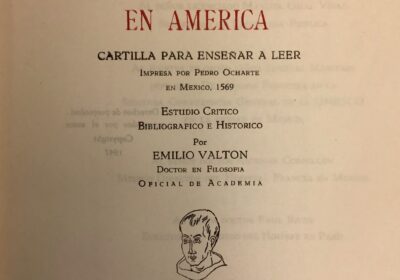 EN AMERICA
CARTILLA PARA ENSEÑAR A LEER
IMPRESA POR PEDRO OCHARTE
EN MEXICO, 1569
ESTUDIO CRITICO
BIBLIOGRAFICO E HISTORICO
Por
EMILIO VALTON
DOCTOR EN FILOSOFIA
OFICIAL DE ACADEMIA